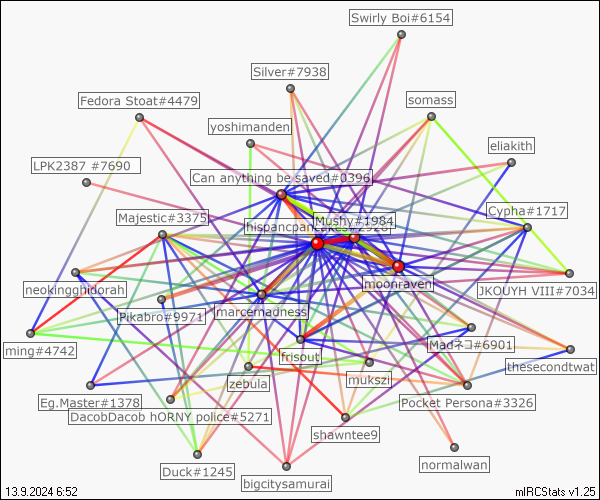 Swirly Boi#6154
Silver#7938
Fedora Stoat#4479
somass
yoshimanden
eliakith
LPK2387 #7690
Can anything be saved#0396
Majestic#3375
Mushy#1984
Cypha#1717
moonraven
neokingghidorah
JKOUYH VIII#7034
Pikabro#9971
marcemadness
ming#4742
frisout
Madネコ#6901
thesecondtwat
zebula
mukszi
Eg.Master#1378
Pocket Persona#3326
DacobDacob hORNY police#5271
shawntee9
Duck#1245
normalwan
bigcitysamurai
13.9.2024 6:52
mIRCStats v1.25